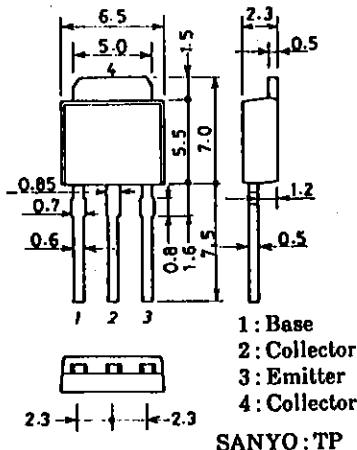 6.5
5.0
4
1.5
5.5
7.0
0.85
0.7
0.6
0.8
1.6
7.5
1 2 3
2.3
0.5
1.2
0.5
2.3 2.3
1 : Base
2 : Collector
3 : Emitter
4 : Collector
SANYO : TP